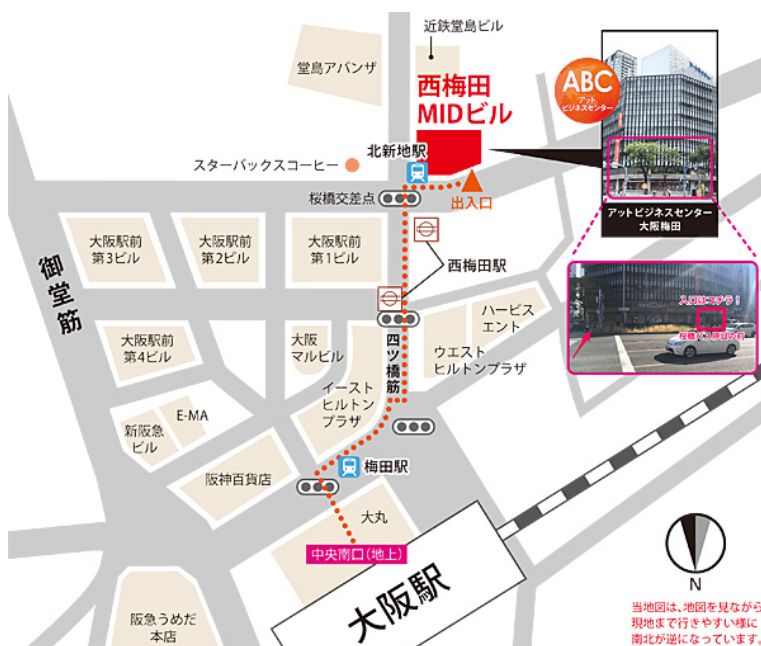 近鉄堂島ビル
堂島アバンザ
西梅田
MIDビル
ABC
アット
ビジネスセンター
北新地駅
スターバックスコーヒー
桜橋交差点
出入口
アットビジネスセンター
大阪梅田
大阪駅前
第3ビル
大阪駅前
第2ビル
大阪駅前
第1ビル
西梅田駅
御堂筋
入口はコチラ!
桜橋バス停目の前
ハービス
エント
大阪駅前
第4ビル
大阪
マルビル
四ツ橋筋
ウエスト
ヒルトンプラザ
イースト
ヒルトン
プラザ
E-MA
新阪急
ビル
阪神百貨店
梅田駅
大丸
中央南口(地上)
大阪駅
阪急うめだ
本店
N
当地図は、地図を見ながら
現地まで行きやすい様に
南北が逆になっています。